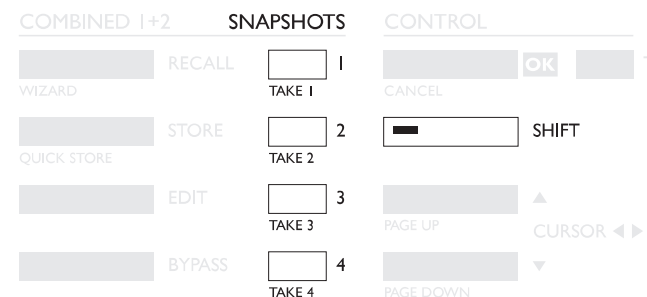 COMBINED 1+2 SNAPSHOTS CONTROL
RECALL 1 OK
WIZARD TAKE 1 CANCEL
STORE 2 SHIFT
QUICK STORE TAKE 2
EDIT 3 ▲
TAKE 3 PAGE UP CURSOR ◀ ▶
BYPASS 4 ▼
TAKE 4 PAGE DOWN